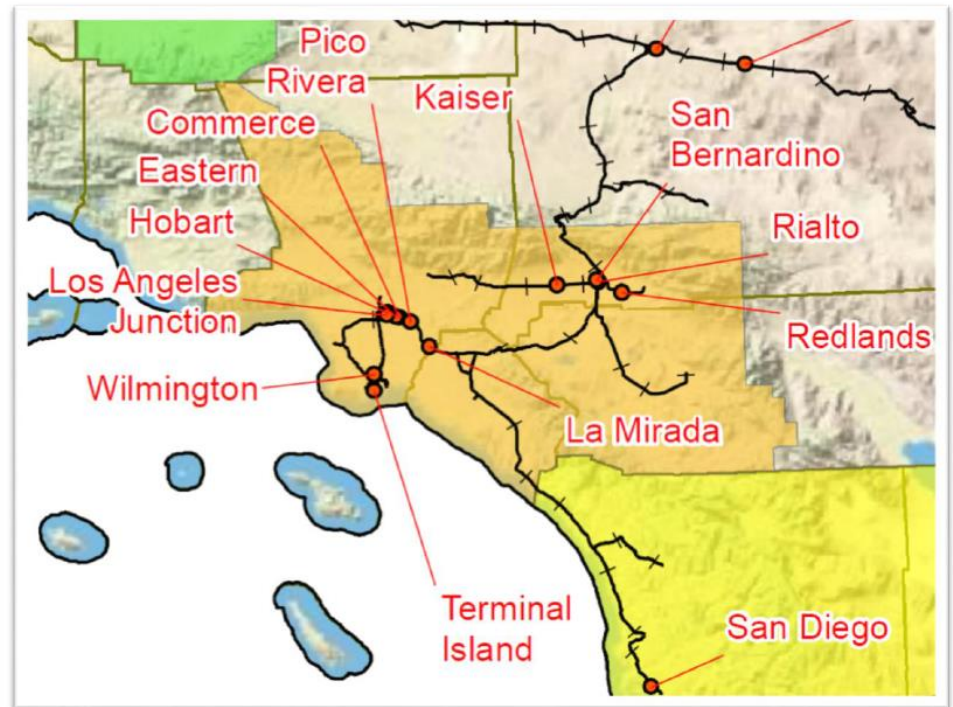 Pico
Rivera
Kaiser
Commerce
San
Bernardino
Eastern
Hobart
Rialto
Los Angeles
Junction
Redlands
Wilmington
La Mirada
Terminal
Island
San Diego